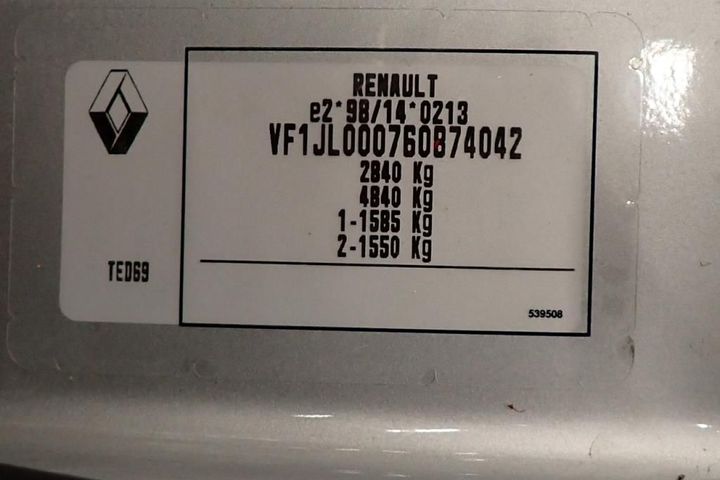 RENAULT
e2*98/14*0213
VF1JL000760874042
2840 Kg
4840 Kg
1-1585 Kg
2-1550 Kg
TED69
539508